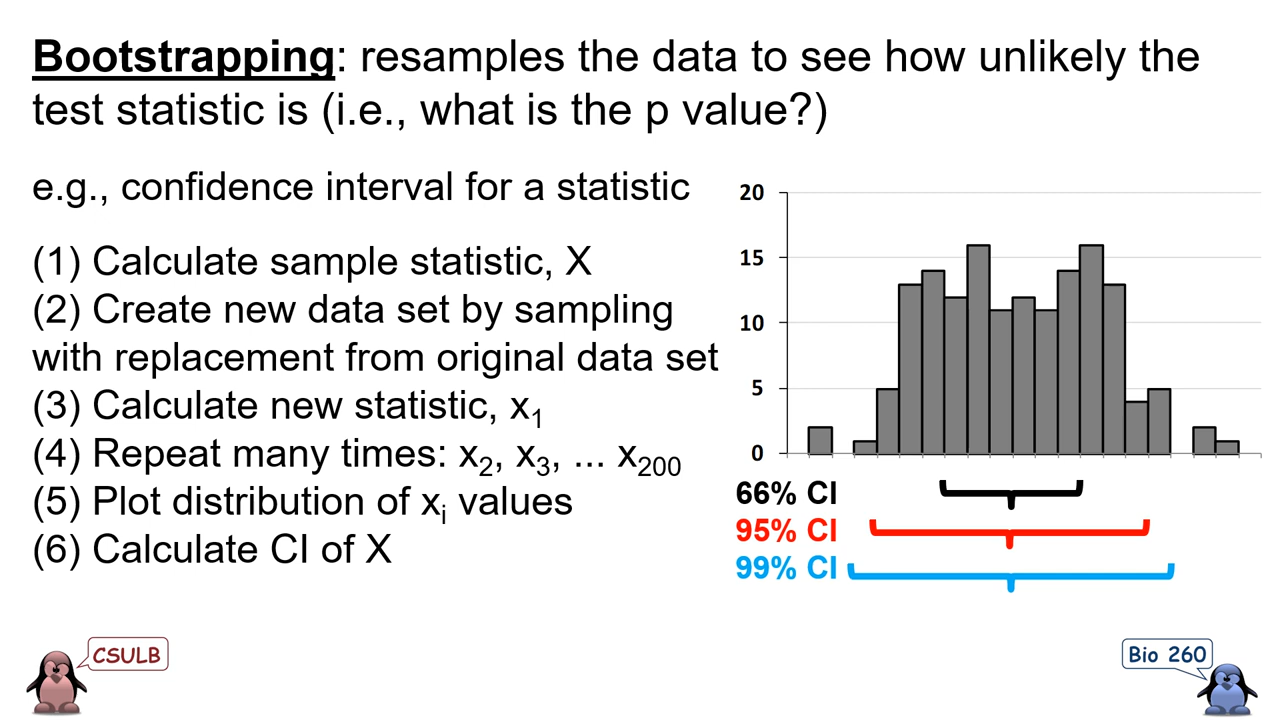 Bootstrapping: resamples the data to see how unlikely the
test statistic is (i.e., what is the p value?)
e.g., confidence interval for a statistic
(1) Calculate sample statistic, X
(2) Create new data set by sampling
with replacement from original data set
(3) Calculate new statistic, x1
(4) Repeat many times: x2, x3, ... x200
(5) Plot distribution of xi values
(6) Calculate CI of X
20
15
10
5
0
66% CI
95% CI
99% CI
CSULB
Bio 260